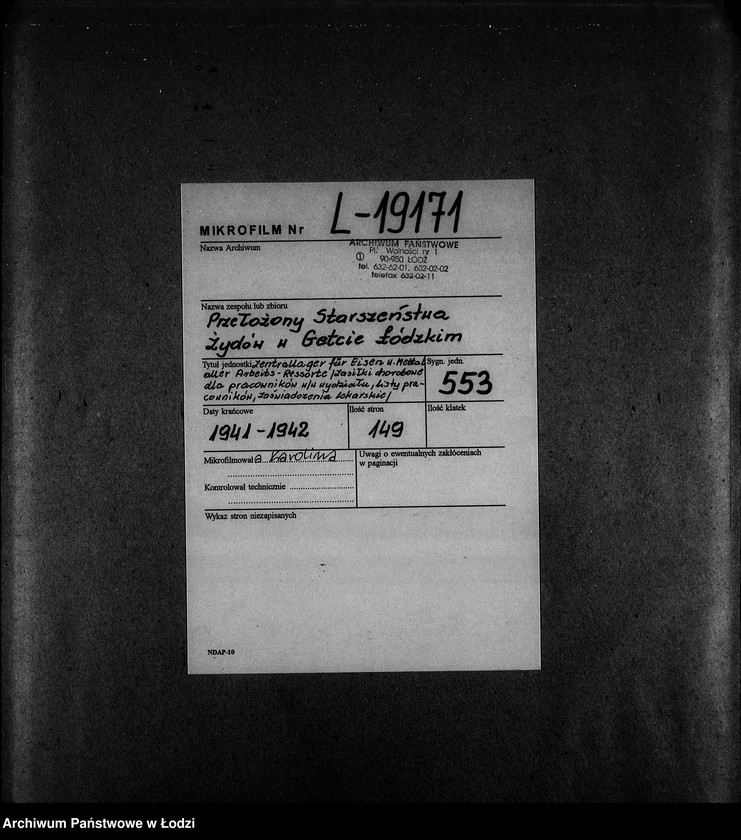 MIKROFILM Nr L-19171
Nazwa Archiwum
ARCHIWUM PAŃSTWOWE
Pl. Wolności nr 1
① 90-950 ŁÓDŹ
tel. 632-62-01, 632-02-02
telefax 632-02-11
Nazwa zespołu lub zbioru
Przełożony Starszeństwa
Żydów w Getcie Łódzkim
Tytuł jednostki Zentrallager für Eisen u. Metall
aller Arbeits-Ressorte /zasiłki chorobowe
dla pracowników w/w wydziału, listy pra-
cowników, zaświadczenia lekarskie/
Sygn. jedn.
553
Daty krańcowe
1941-1942
Ilość stron
149
Ilość klatek
Mikrofilmował Karolina
Kontrolował technicznie
Uwagi o ewentualnych zakłóceniach
w paginacji
Wykaz stron niezapisanych
NDAP-10
Archiwum Państwowe w Łodzi